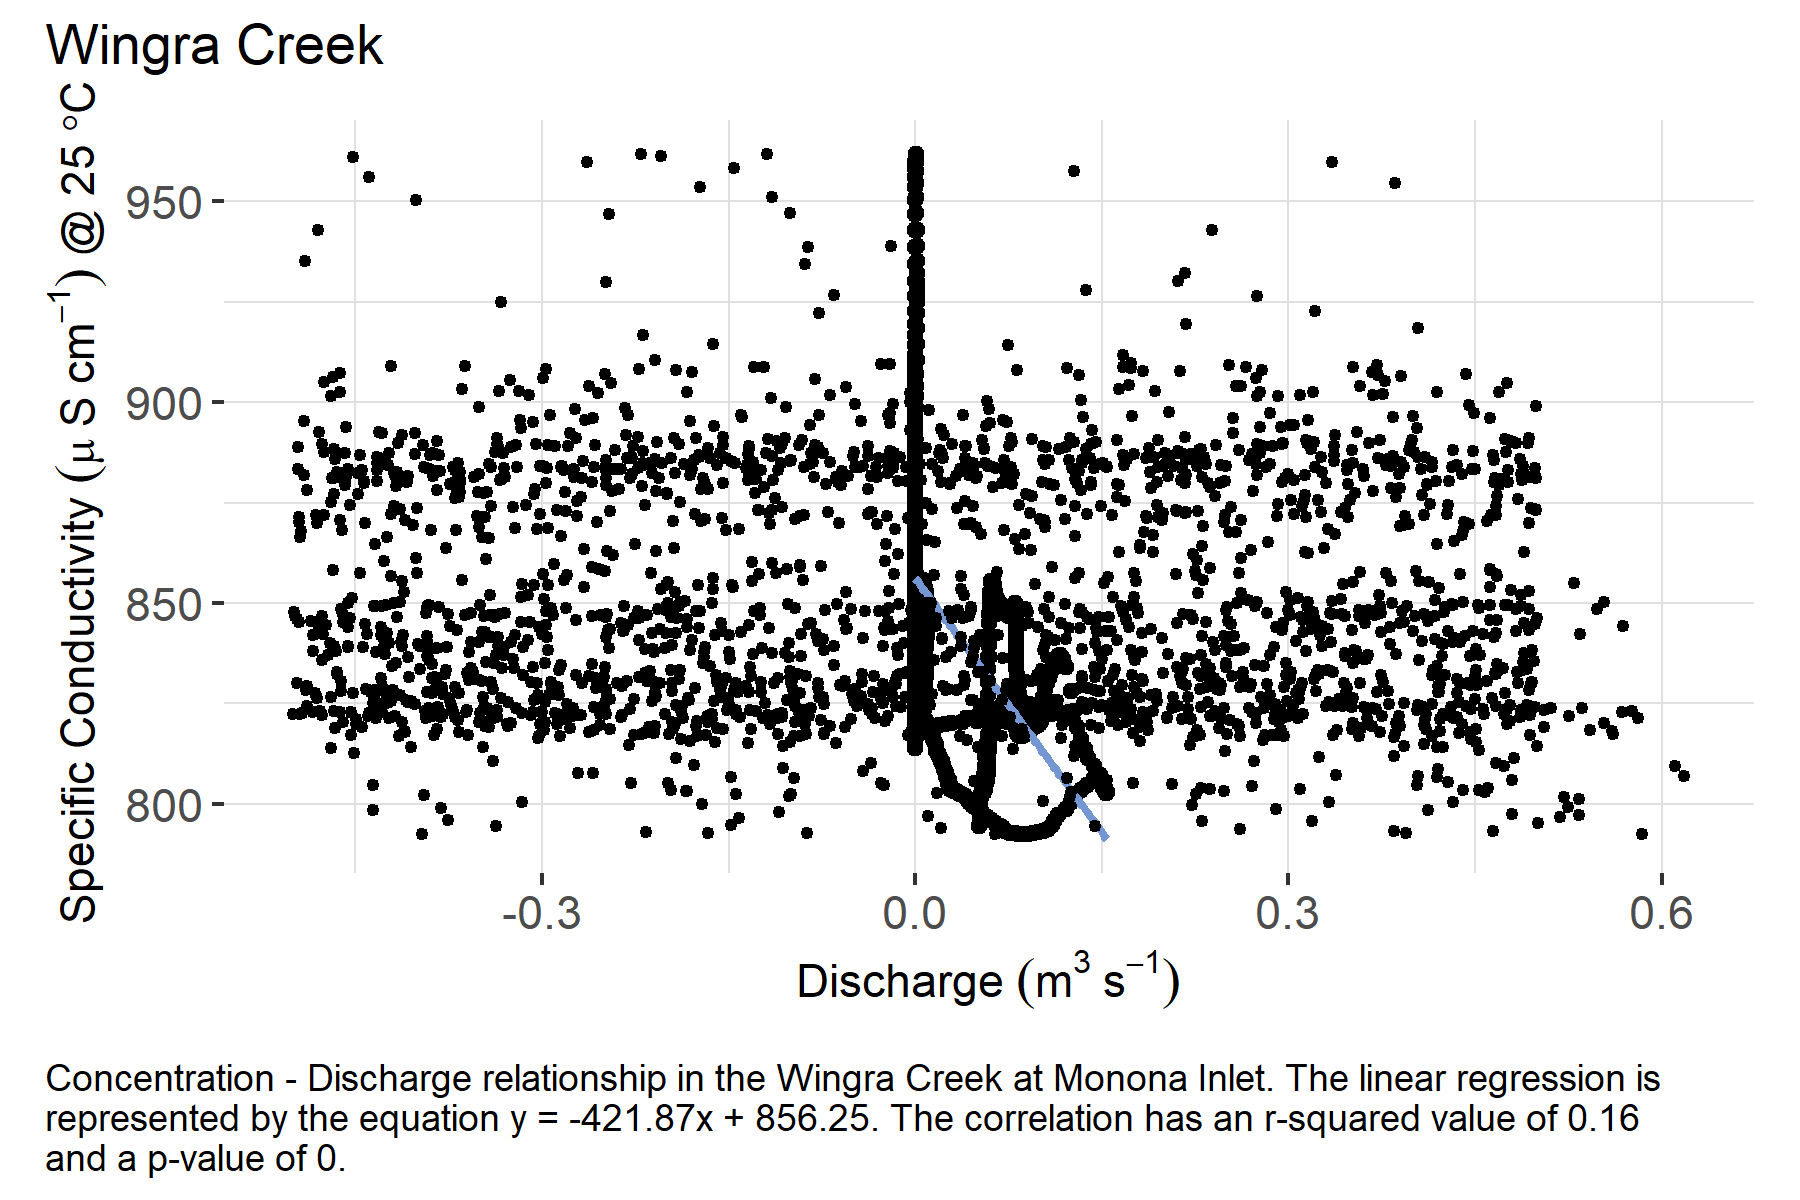 Wingra Creek
Specific Conductivity (μ S cm⁻¹) @ 25 °C
950
900
850
800
-0.3
0.0
0.3
0.6
Discharge (m³ s⁻¹)
Concentration - Discharge relationship in the Wingra Creek at Monona Inlet. The linear regression is
represented by the equation y = -421.87x + 856.25. The correlation has an r-squared value of 0.16
and a p-value of 0.